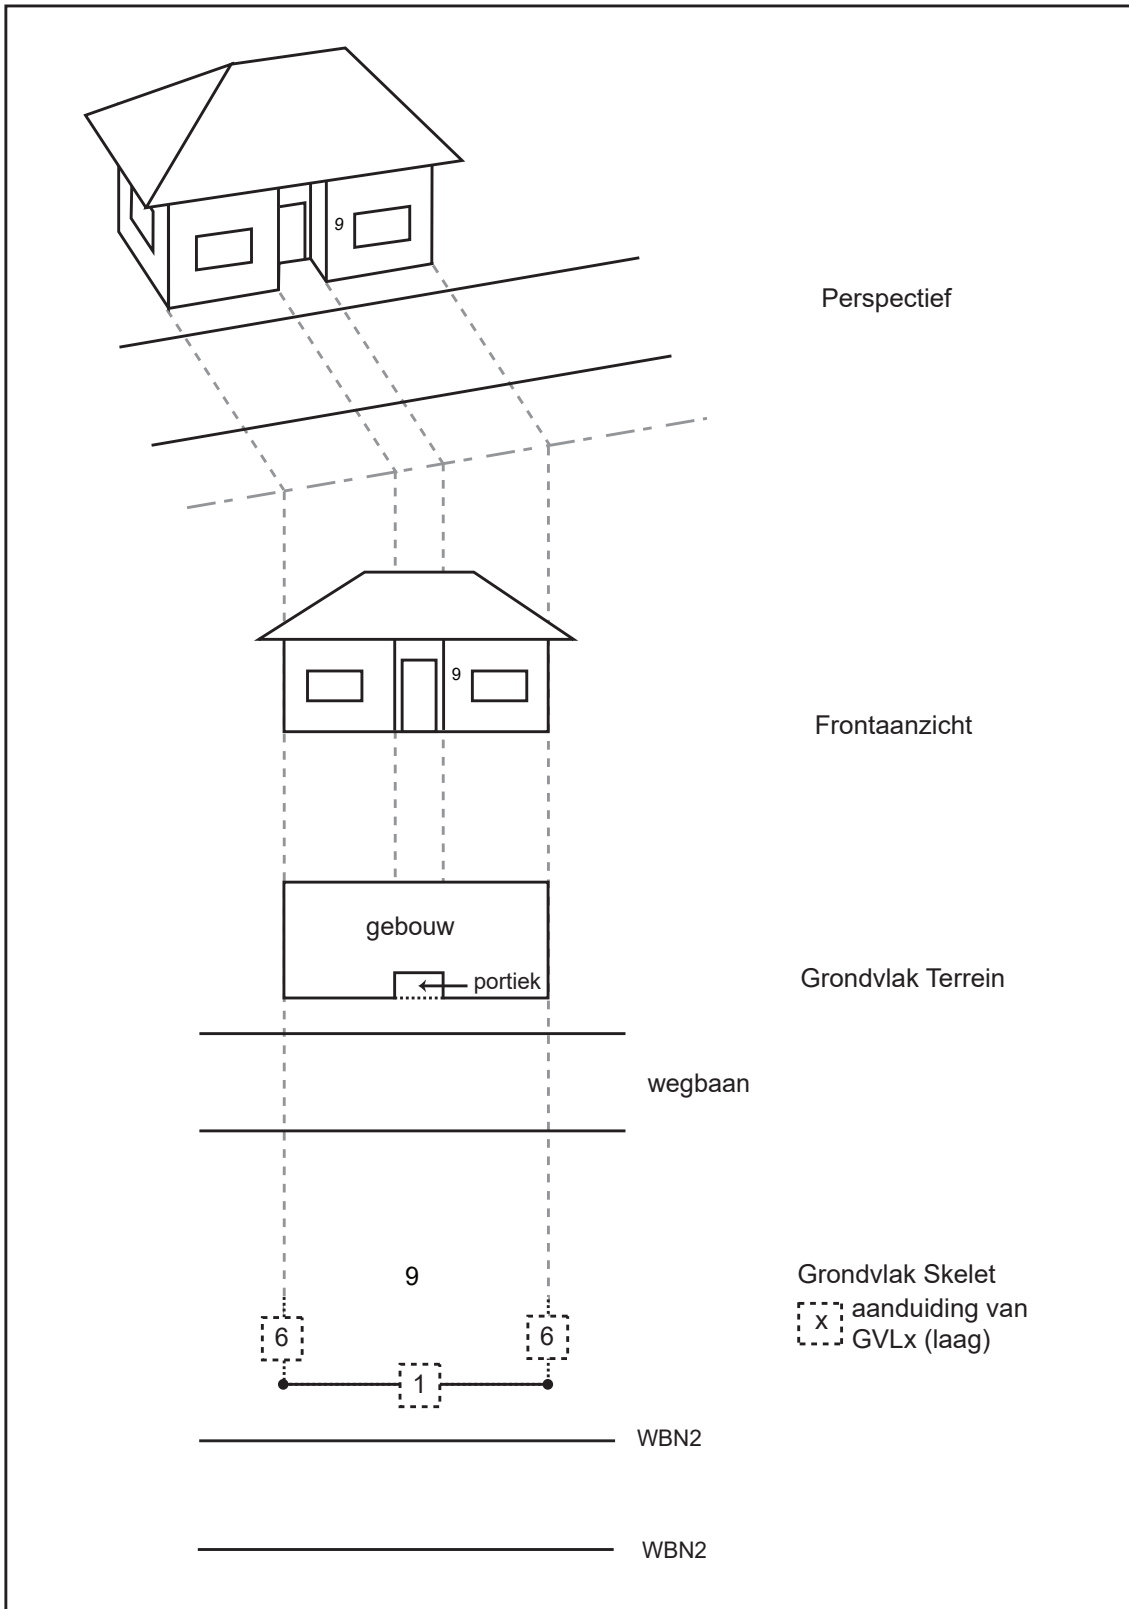 9
Perspectief
9
Frontaanzicht
gebouw
portiek
Grondvlak Terrein
wegbaan
9
Grondvlak Skelet
x aanduiding van
GVLx (laag)
6 6
1
WBN2
WBN2